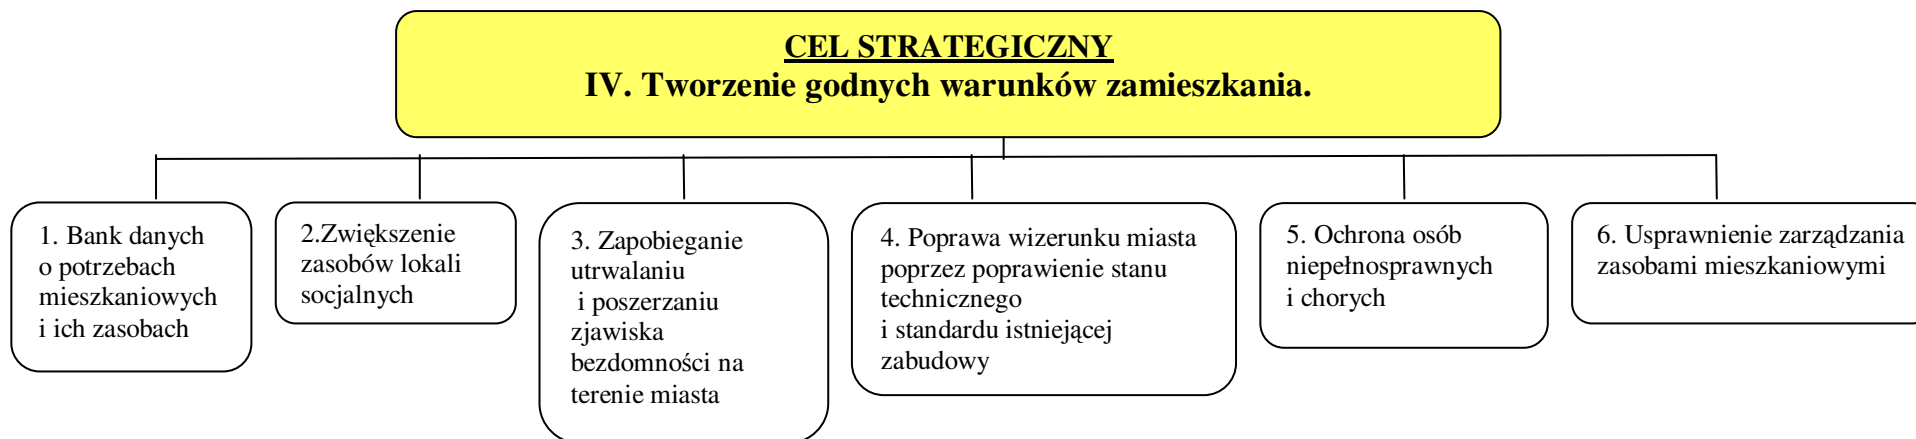 CEL STRATEGICZNY
IV. Tworzenie godnych warunków zamieszkania.
1. Bank danych
o potrzebach
mieszkaniowych
i ich zasobach
2.Zwiększenie
zasobów lokali
socjalnych
3. Zapobieganie
utrwalaniu
i poszerzaniu
zjawiska
bezdomności na
terenie miasta
4. Poprawa wizerunku miasta
poprzez poprawienie stanu
technicznego
i standardu istniejącej
zabudowy
5. Ochrona osób
niepełnosprawnych
i chorych
6. Usprawnienie zarządzania
zasobami mieszkaniowymi